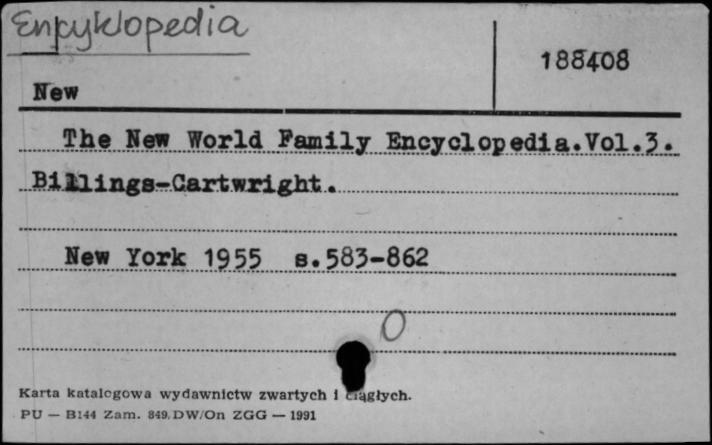 Encyklopedia
188408
New
The New World Family Encyclopedia.Vol.3.
Billings-Cartwright.
New York 1955 s.583-862
0
Karta katalogowa wydawnictw zwartych i ciągłych.
PU — B144 Zam. 849. DW/On ZGG — 1991